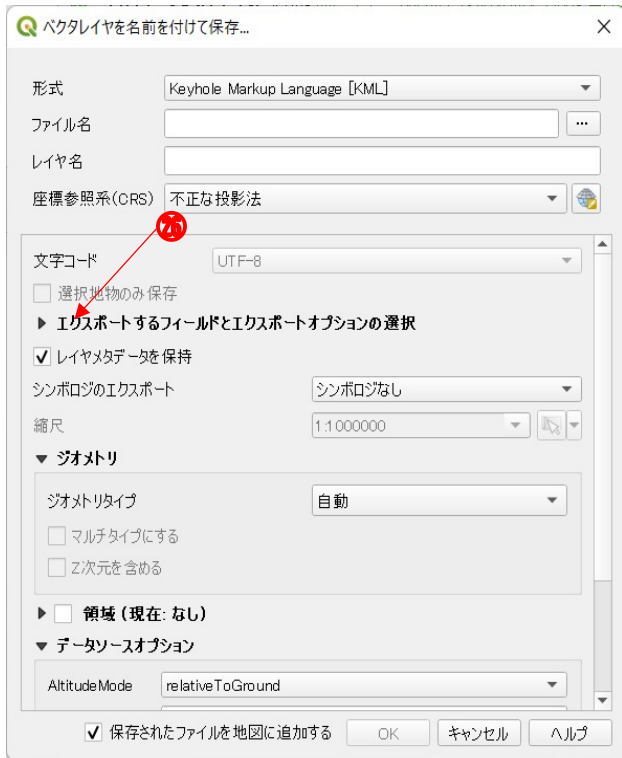 ベクタレイヤを名前を付けて保存...
形式 Keyhole Markup Language [KML]
ファイル名 ...
レイヤ名
座標参照系(CRS) 不正な投影法
㉖
文字コード UTF-8
選択地物のみ保存
エクスポートするフィールドとエクスポートオプションの選択
レイヤメタデータを保持
シンボロジのエクスポート シンボロジなし
縮尺 1:1000000
ジオメトリ
ジオメトリタイプ 自動
マルチタイプにする
Z次元を含める
領域 (現在: なし)
データソースオプション
AltitudeMode relativeToGround
保存されたファイルを地図に追加する OK キャンセル ヘルプ